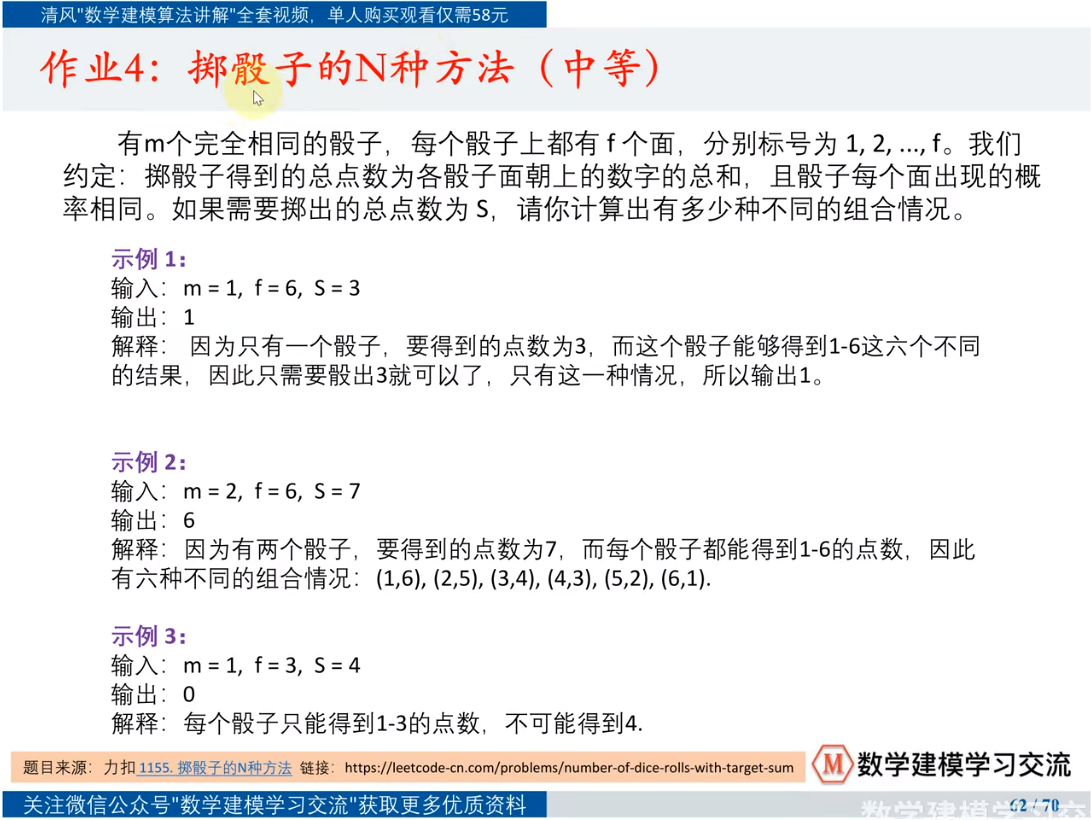 清风"数学建模算法讲解"全套视频，单人购买观看仅需58元
作业4：掷骰子的N种方法（中等）
有m个完全相同的骰子，每个骰子上都有 f 个面，分别标号为 1, 2, ..., f。我们
约定：掷骰子得到的总点数为各骰子面朝上的数字的总和，且骰子每个面出现的概
率相同。如果需要掷出的总点数为 S，请你计算出有多少种不同的组合情况。
示例 1：
输入：m = 1, f = 6, S = 3
输出：1
解释： 因为只有一个骰子，要得到的点数为3，而这个骰子能够得到1-6这六个不同
的结果，因此只需要骰出3就可以了，只有这一种情况，所以输出1。
示例 2：
输入：m = 2, f = 6, S = 7
输出：6
解释：因为有两个骰子，要得到的点数为7，而每个骰子都能得到1-6的点数，因此
有六种不同的组合情况：(1,6), (2,5), (3,4), (4,3), (5,2), (6,1).
示例 3：
输入：m = 1, f = 3, S = 4
输出：0
解释：每个骰子只能得到1-3的点数，不可能得到4.
题目来源：力扣 1155. 掷骰子的N种方法 链接：https://leetcode-cn.com/problems/number-of-dice-rolls-with-target-sum
M 数学建模学习交流
关注微信公众号"数学建模学习交流"获取更多优质资料
62 / 70
数学建模学习交